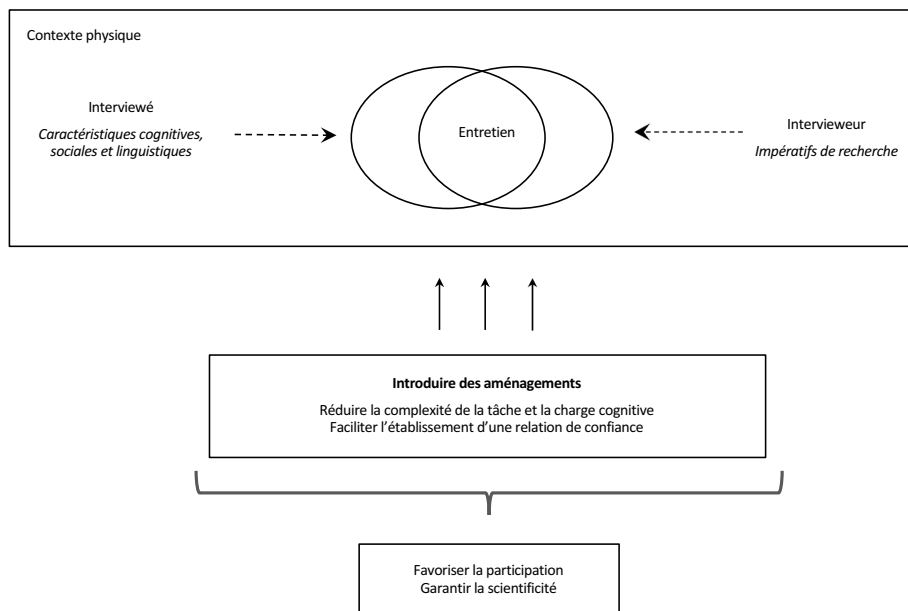 Contexte physique
Interviewé
Caractéristiques cognitives,
sociales et linguistiques
Entretien
Intervieweur
Impératifs de recherche
Introduire des aménagements
Réduire la complexité de la tâche et la charge cognitive
Faciliter l'établissement d'une relation de confiance
Favoriser la participation
Garantir la scientificité